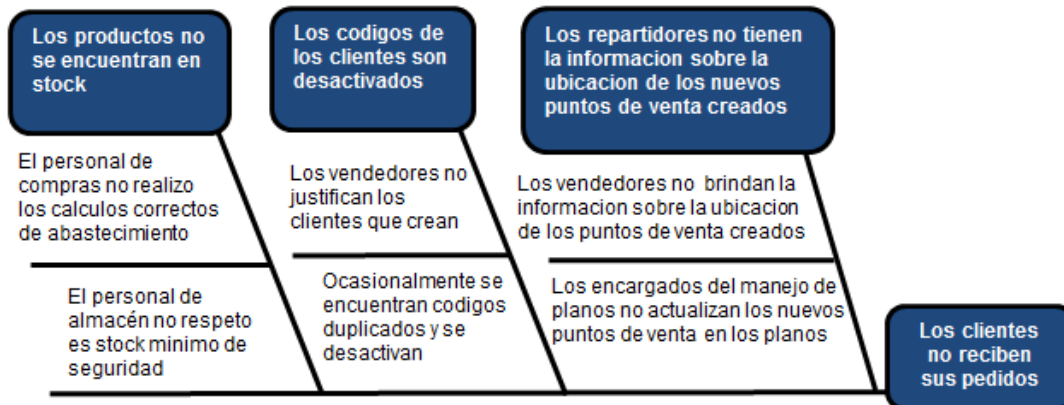 Los productos no
se encuentran en
stock
Los codigos de
los clientes son
desactivados
Los repartidores no tienen
la informacion sobre la
ubicacion de los nuevos
puntos de venta creados
El personal de
compras no realizo
los calculos correctos
de abastecimiento
Los vendedores no
justifican los
clientes que crean
Los vendedores no brindan la
informacion sobre la ubicacion
de los puntos de venta creados
El personal de
almacén no respeto
es stock minimo de
seguridad
Ocasionalmente se
encuentran codigos
duplicados y se
desactivan
Los encargados del manejo de
planos no actualizan los nuevos
puntos de venta en los planos
Los clientes
no reciben
sus pedidos